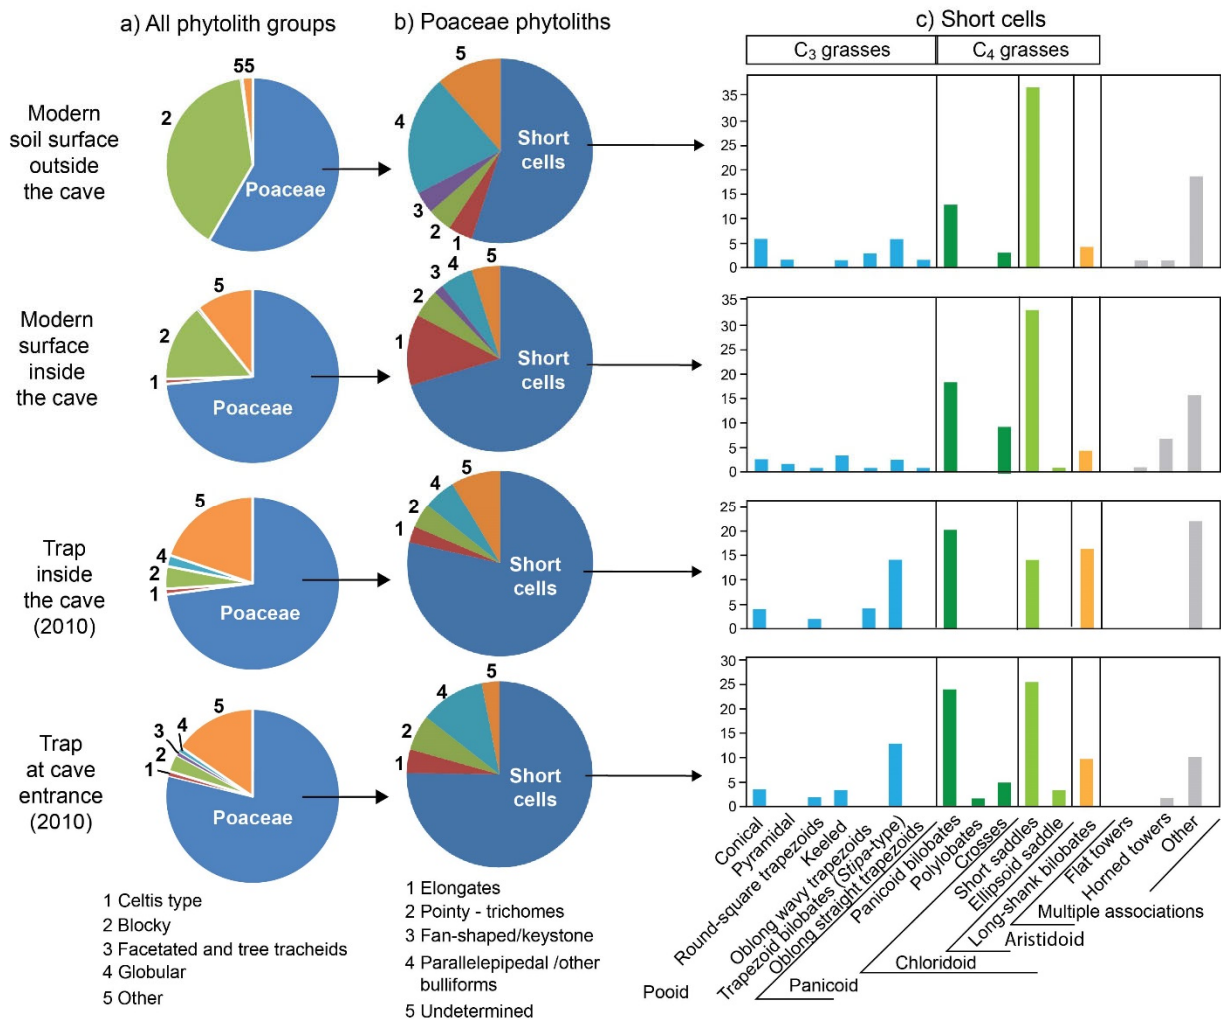 a) All phytolith groups
b) Poaceae phytoliths
c) Short cells
C3 grasses
C4 grasses
Modern
soil surface
outside
the cave
2
55
Poaceae
5
4
3
2
1
Short
cells
35
30
25
20
15
10
5
0
Modern
surface
inside
the cave
5
2
1
Poaceae
5
4
3
2
1
Short
cells
35
30
25
20
15
10
5
0
Trap
inside
the cave
(2010)
5
4
2
1
Poaceae
5
4
2
1
Short
cells
25
20
15
10
5
0
Trap
at cave
entrance
(2010)
5
4
3
2
1
Poaceae
5
4
2
1
Short
cells
30
25
20
15
10
5
0
Conical
Pyramidal
Round-square trapezoids
Keeled
Oblong wavy trapezoids
Trapezoid bilobates (Stipa-type)
Oblong straight trapezoids
Panicoid bilobates
Polylobates
Crosses
Short saddles
Ellipsoid saddle
Long-shank bilobates
Flat towers
Horned towers
Other
Pooid
Panicoid
Chloridoid
Aristidoid
Multiple associations
1 Celtis type
2 Blocky
3 Facetated and tree tracheids
4 Globular
5 Other
1 Elongates
2 Pointy - trichomes
3 Fan-shaped/keystone
4 Parallelepipedal /other
bulliforms
5 Undetermined